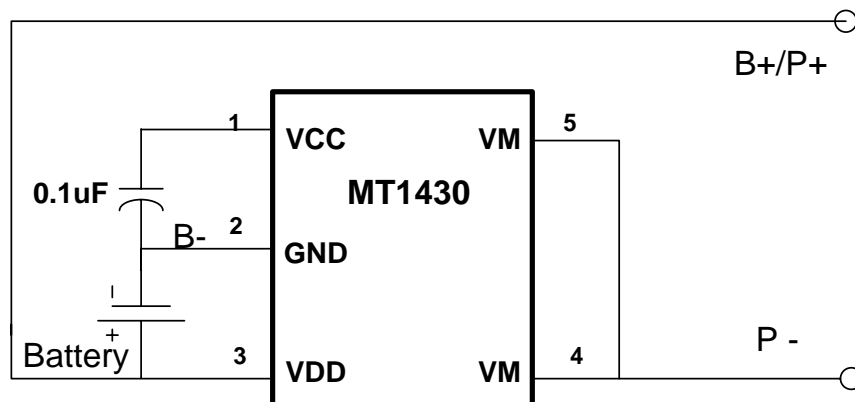 B+/P+
1
VCC
VM
5
0.1uF
MT1430
B-
2
GND
-
+
Battery
3
VDD
VM
4
P -